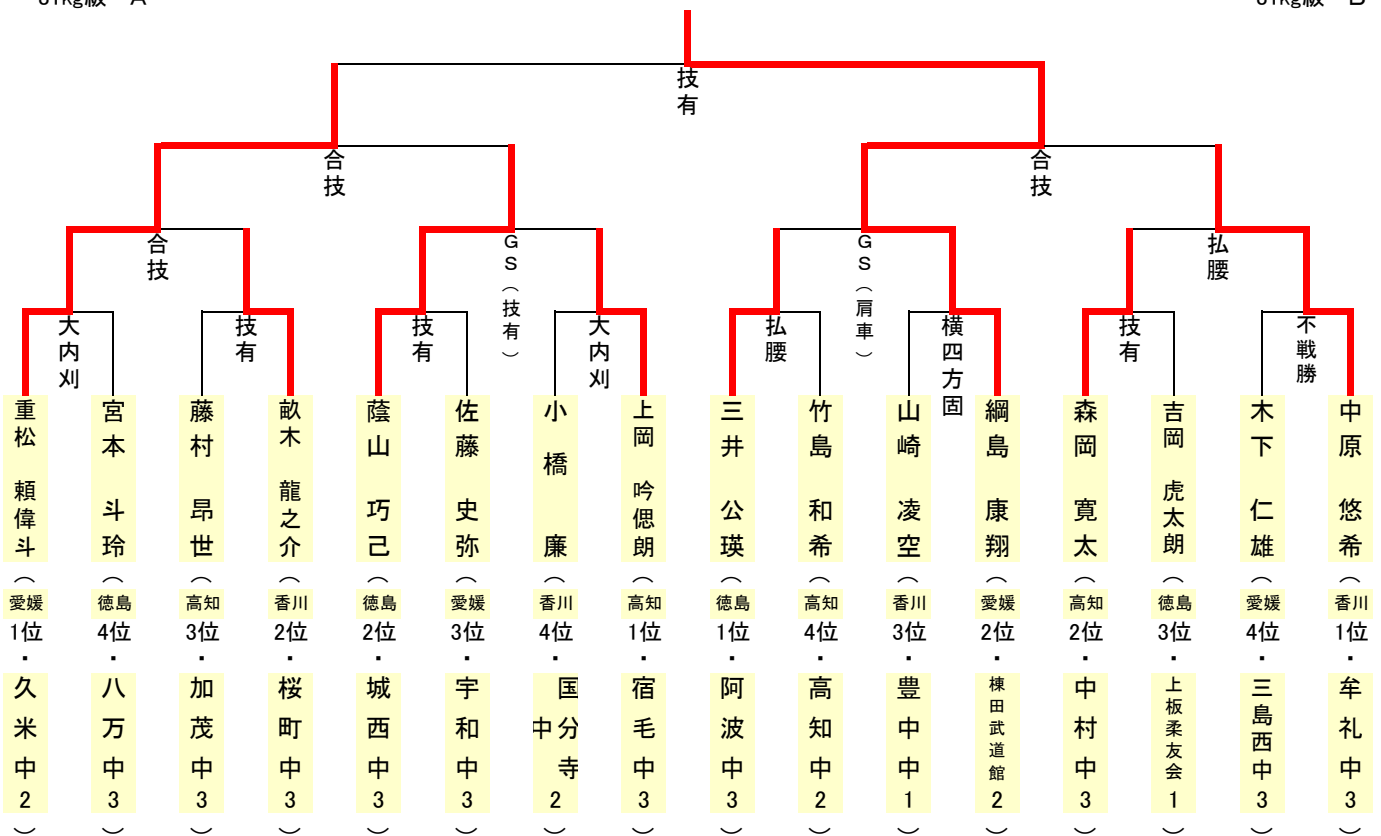 81kg級 A
81kg級 B
技有
合技
合技
合技
GS（技有）
GS（肩車）
払腰
大内刈
技有
技有
大内刈
払腰
横四方固
技有
不戦勝
重松 頼偉斗（愛媛1位・久米中2）
宮本 斗玲（徳島4位・八万中3）
藤村 昂世（高知3位・加茂中3）
畝木 龍之介（香川2位・桜町中3）
蔭山 巧己（徳島2位・城西中3）
佐藤 史弥（愛媛3位・宇和中3）
小橋 廉（香川4位・国分寺中2）
上岡 吟偲朗（高知1位・宿毛中3）
三井 公瑛（徳島1位・阿波中3）
竹島 和希（高知4位・高知中2）
山崎 凌空（香川3位・豊中中1）
綱島 康翔（愛媛2位・棟田武道館2）
森岡 寛太（高知2位・中村中3）
吉岡 虎太朗（徳島3位・上板柔友会1）
木下 仁雄（愛媛4位・三島西中3）
中原 悠希（香川1位・牟礼中3）